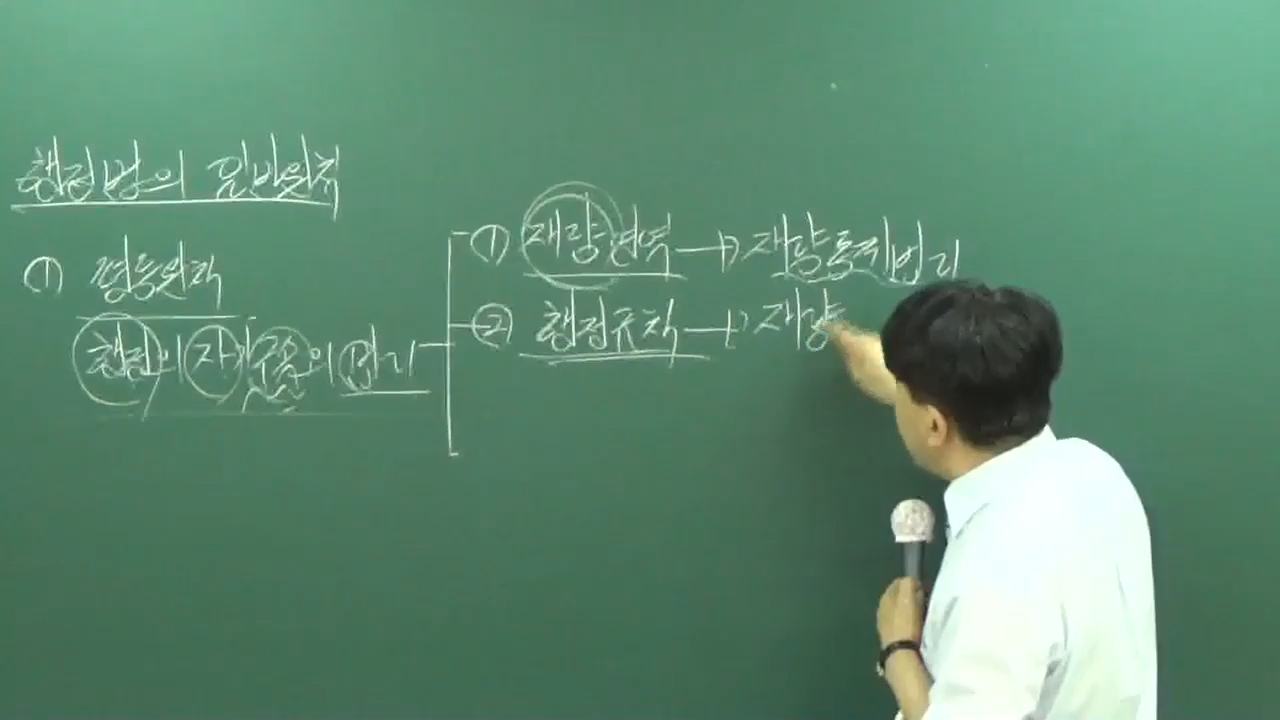 행정법의 일반원칙
① 평등원칙
행정의 자기구속의 법리
① 재량영역 → 재량통제법리
② 행정규칙 → 재량